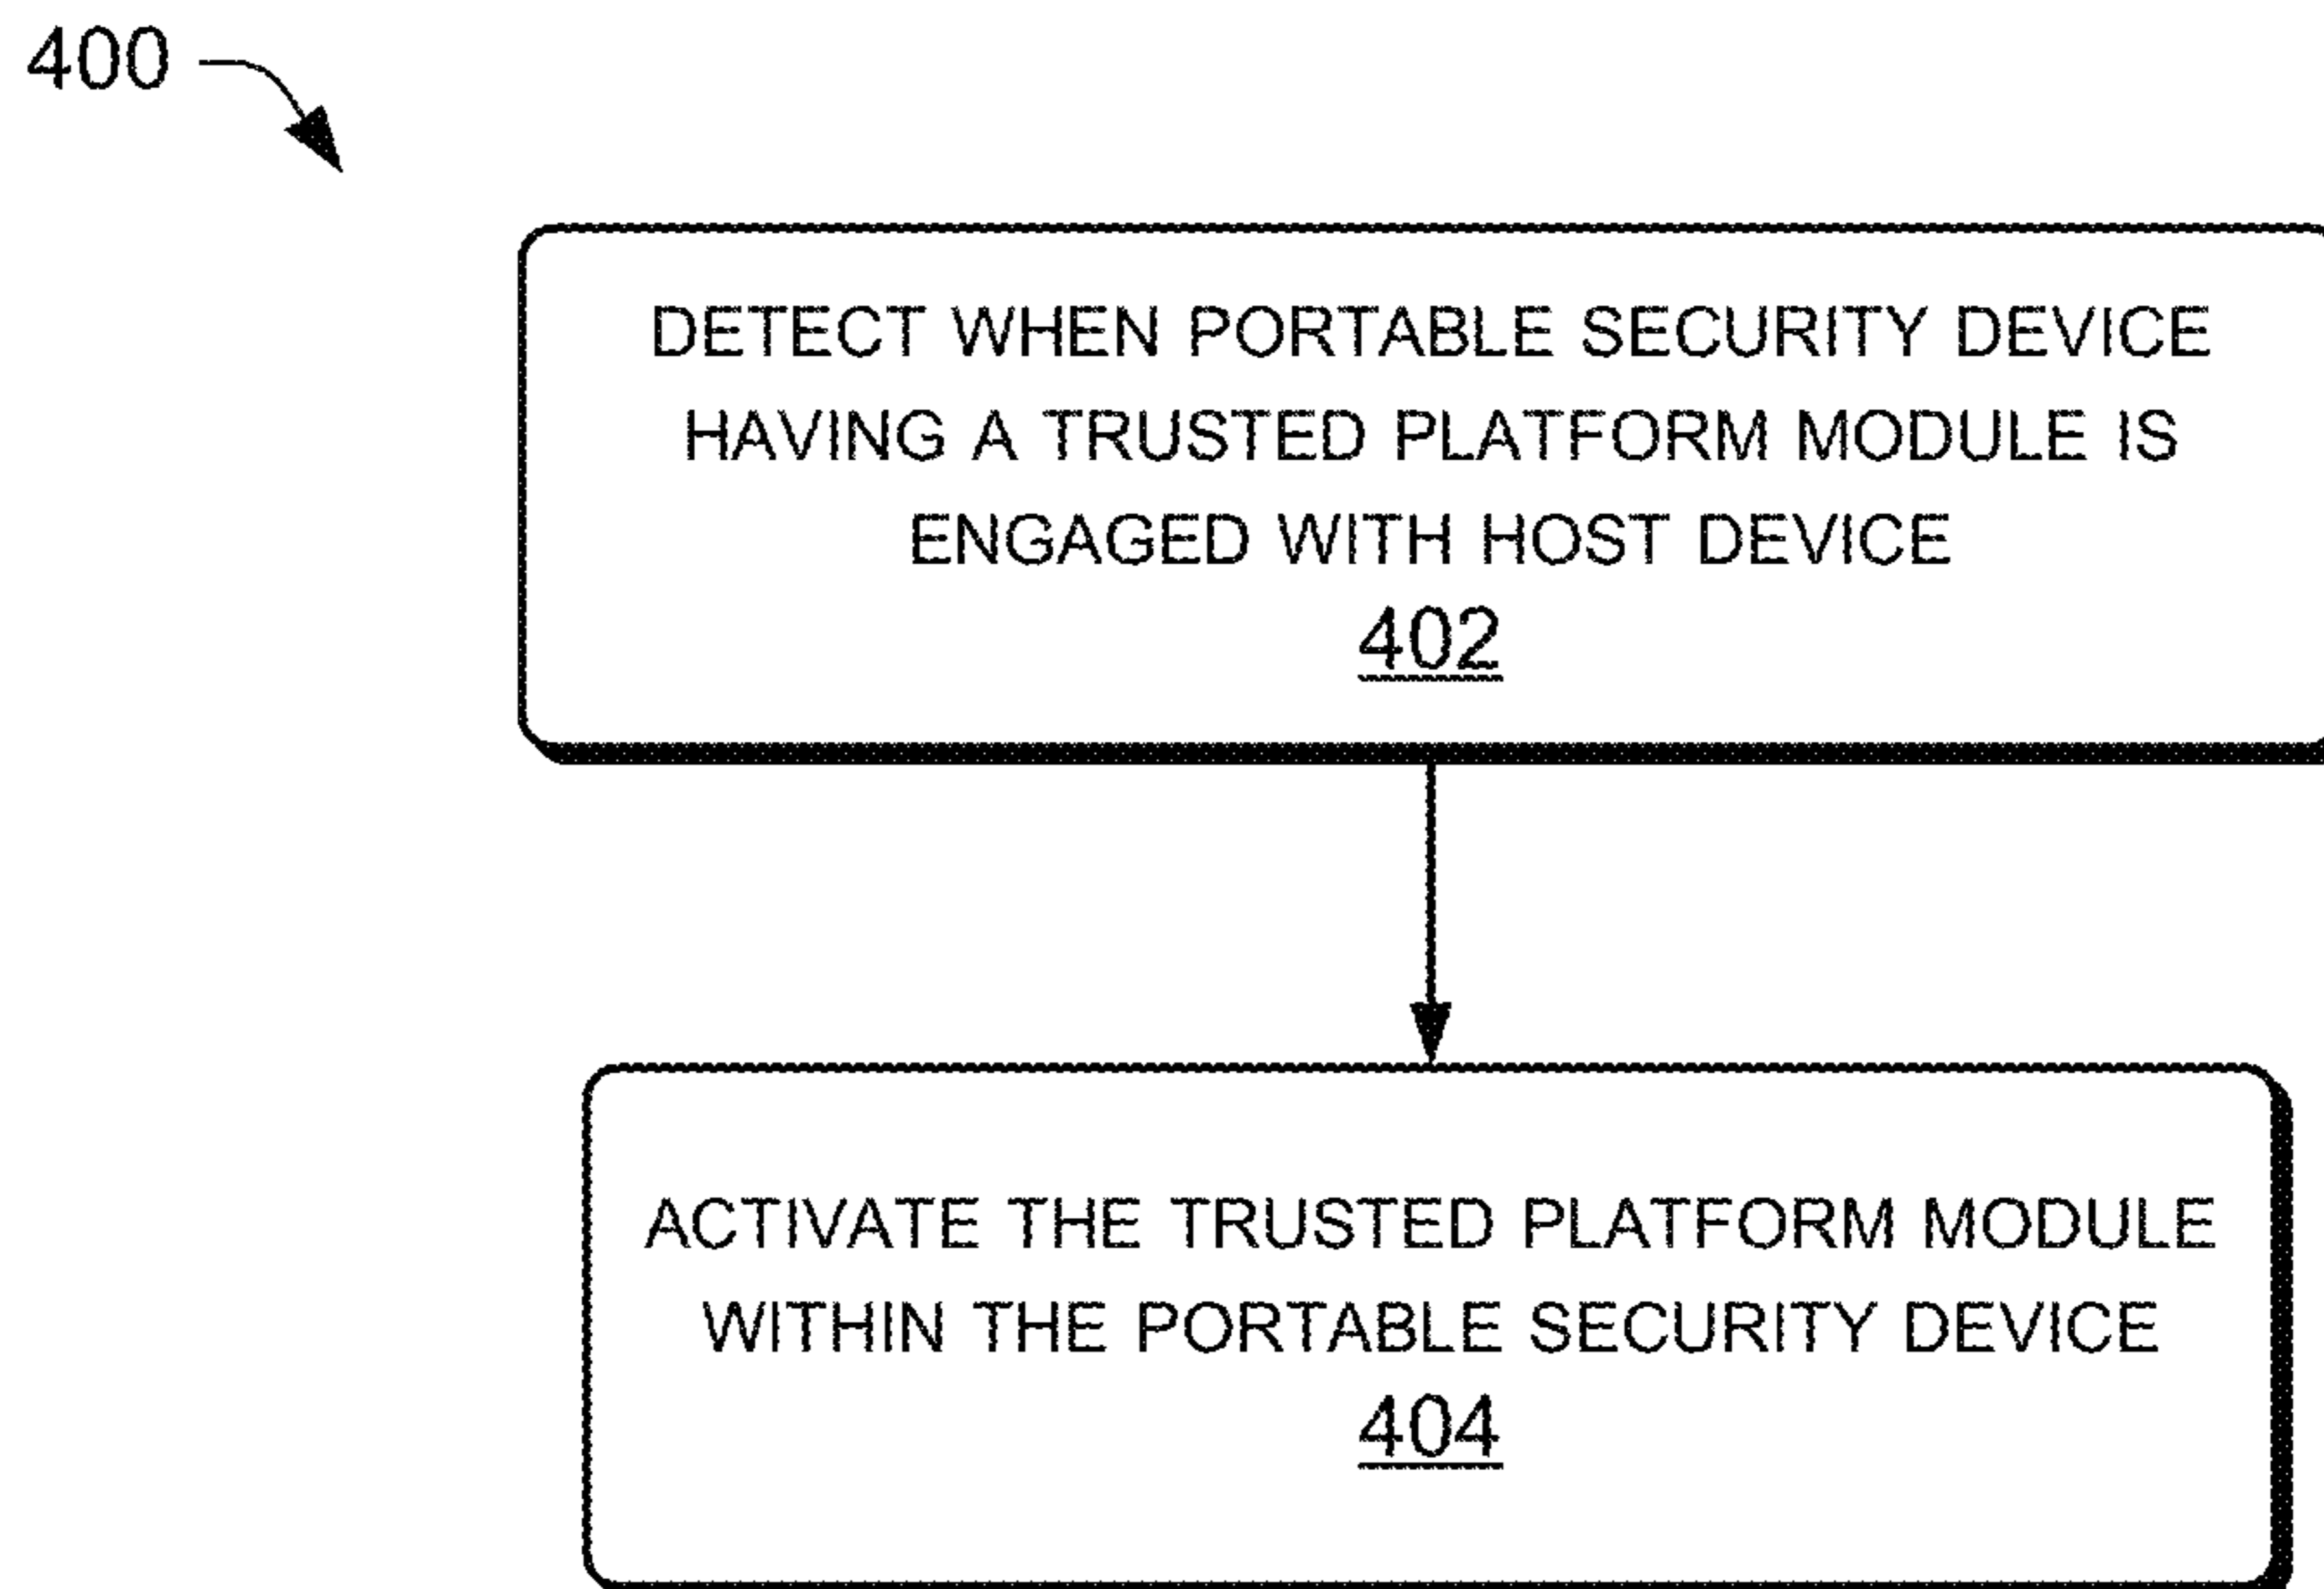 400
DETECT WHEN PORTABLE SECURITY DEVICE
HAVING A TRUSTED PLATFORM MODULE IS
ENGAGED WITH HOST DEVICE
402
ACTIVATE THE TRUSTED PLATFORM MODULE
WITHIN THE PORTABLE SECURITY DEVICE
404